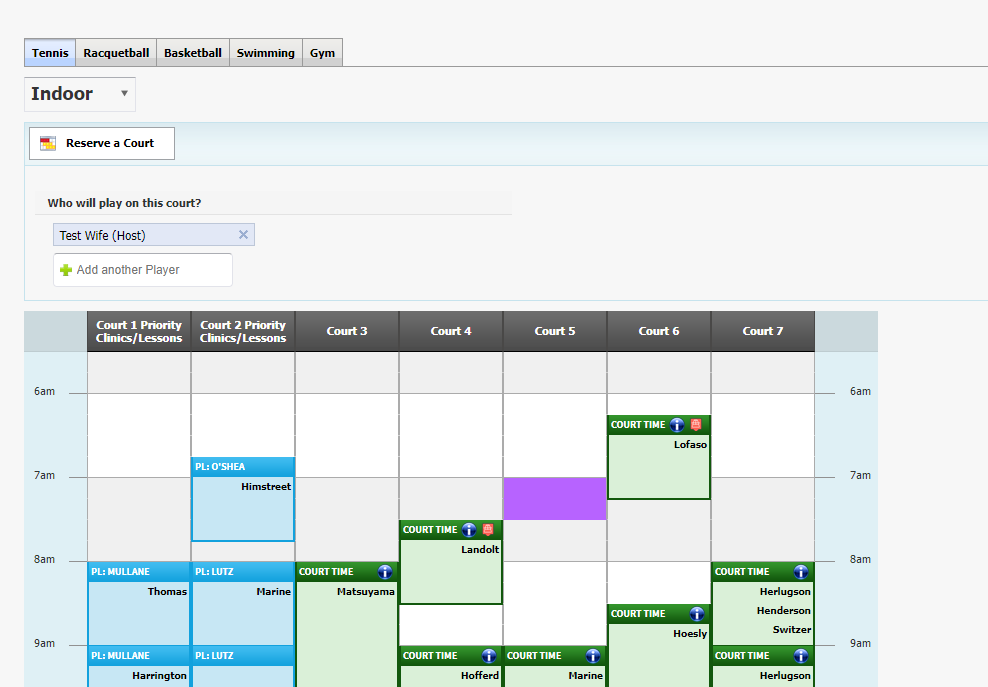 Tennis Racquetball Basketball Swimming Gym
Indoor
Reserve a Court
Who will play on this court?
Test Wife (Host)
Add another Player
Court 1 Priority Clinics/Lessons
Court 2 Priority Clinics/Lessons
Court 3
Court 4
Court 5
Court 6
Court 7
6am 6am
COURT TIME
Lofaso
PL: O'SHEA
Himstreet
7am 7am
COURT TIME
Landolt
8am 8am
PL: MULLANE
Thomas
PL: LUTZ
Marine
COURT TIME
Matsuyama
COURT TIME
Herlugson
Henderson
Switzer
COURT TIME
Hoesly
9am 9am
PL: MULLANE
Harrington
PL: LUTZ
COURT TIME
Hofferd
COURT TIME
Marine
COURT TIME
Herlugson